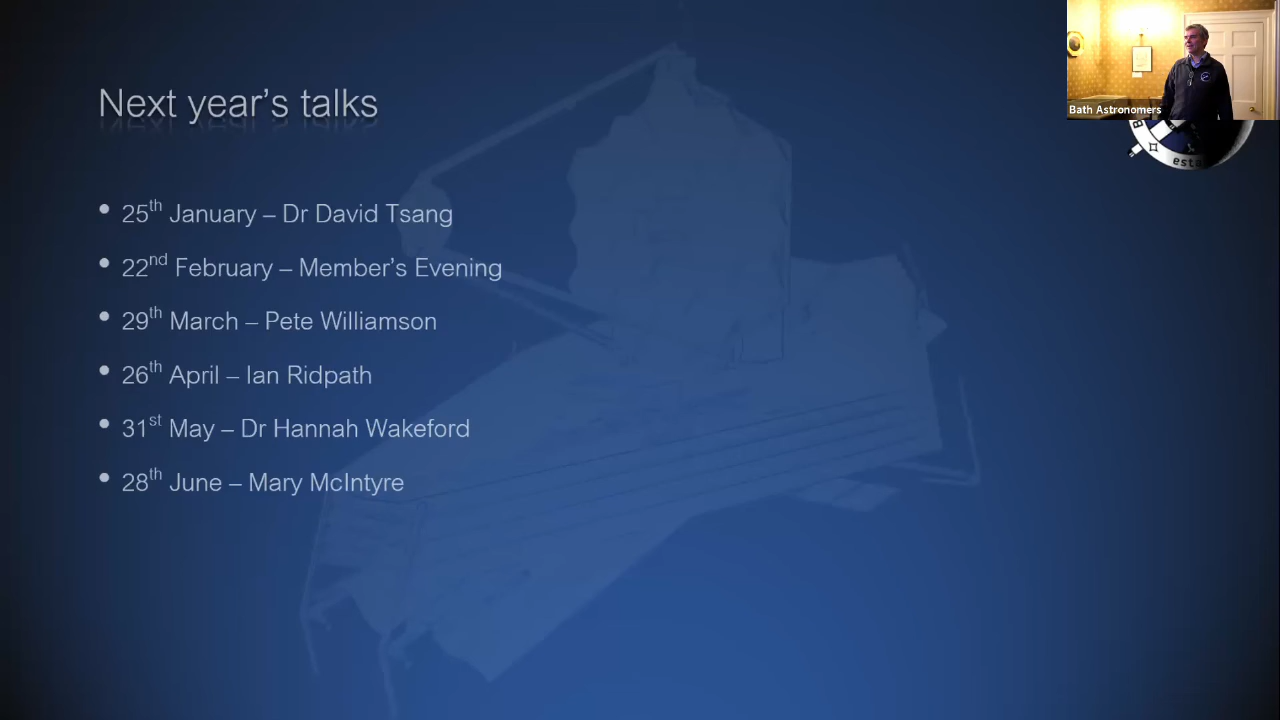 Next year's talks
Bath Astronomers
• 25th January – Dr David Tsang
• 22nd February – Member's Evening
• 29th March – Pete Williamson
• 26th April – Ian Ridpath
• 31st May – Dr Hannah Wakeford
• 28th June – Mary McIntyre